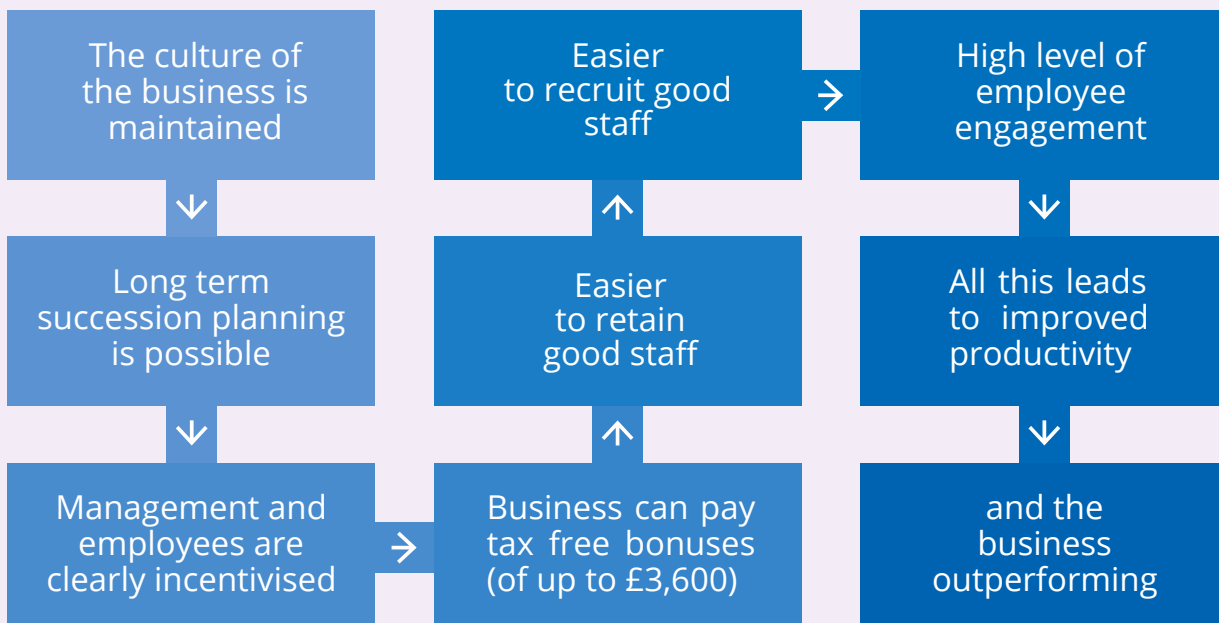 The culture of
the business is
maintained
Long term
succession planning
is possible
Management and
employees are
clearly incentivised
Business can pay
tax free bonuses
(of up to £3,600)
Easier
to retain
good staff
Easier
to recruit good
staff
High level of
employee
engagement
All this leads
to improved
productivity
and the
business
outperforming